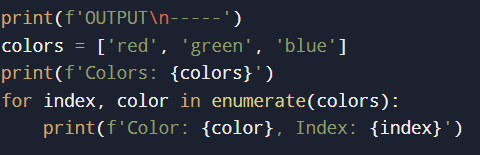 print(f'OUTPUT\n-----')
colors = ['red', 'green', 'blue']
print(f'Colors: {colors}')
for index, color in enumerate(colors):
    print(f'Color: {color}, Index: {index}')